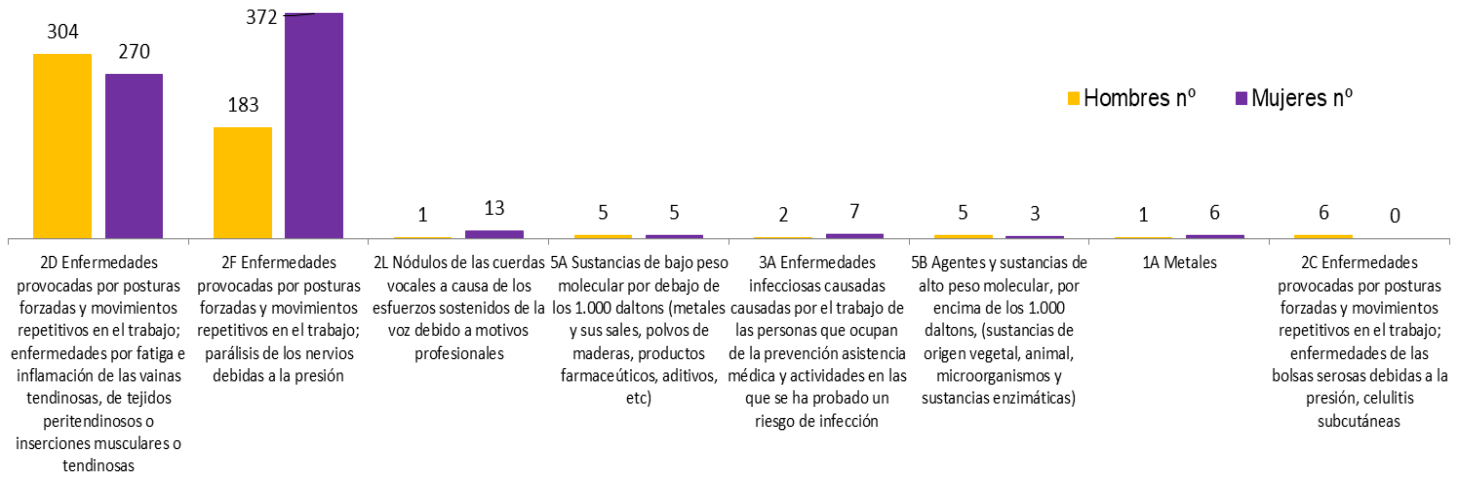 304
270
183
372
1
13
5
5
2
7
5
3
1
6
6
0
Hombres nº
Mujeres nº
2D Enfermedades
provocadas por posturas
forzadas y movimientos
repetitivos en el trabajo;
enfermedades por fatiga e
inflamación de las vainas
tendinosas, de tejidos
peritendinosos o
inserciones musculares o
tendinosas
2F Enfermedades
provocadas por posturas
forzadas y movimientos
repetitivos en el trabajo;
parálisis de los nervios
debidas a la presión
2L Nódulos de las cuerdas
vocales a causa de los
esfuerzos sostenidos de la
voz debido a motivos
profesionales
5A Sustancias de bajo peso
molecular por debajo de
los 1.000 daltons (metales
y sus sales, polvos de
maderas, productos
farmaceúticos, aditivos,
etc)
3A Enfermedades
infecciosas causadas
causadas por el trabajo de
las personas que ocupan
de la prevención asistencia
médica y actividades en las
que se ha probado un
riesgo de infección
5B Agentes y sustancias de
alto peso molecular, por
encima de los 1.000
daltons, (sustancias de
origen vegetal, animal,
microorganismos y
sustancias enzimáticas)
1A Metales
2C Enfermedades
provocadas por posturas
forzadas y movimientos
repetitivos en el trabajo;
enfermedades de las
bolsas serosas debidas a la
presión, celulitis
subcutáneas